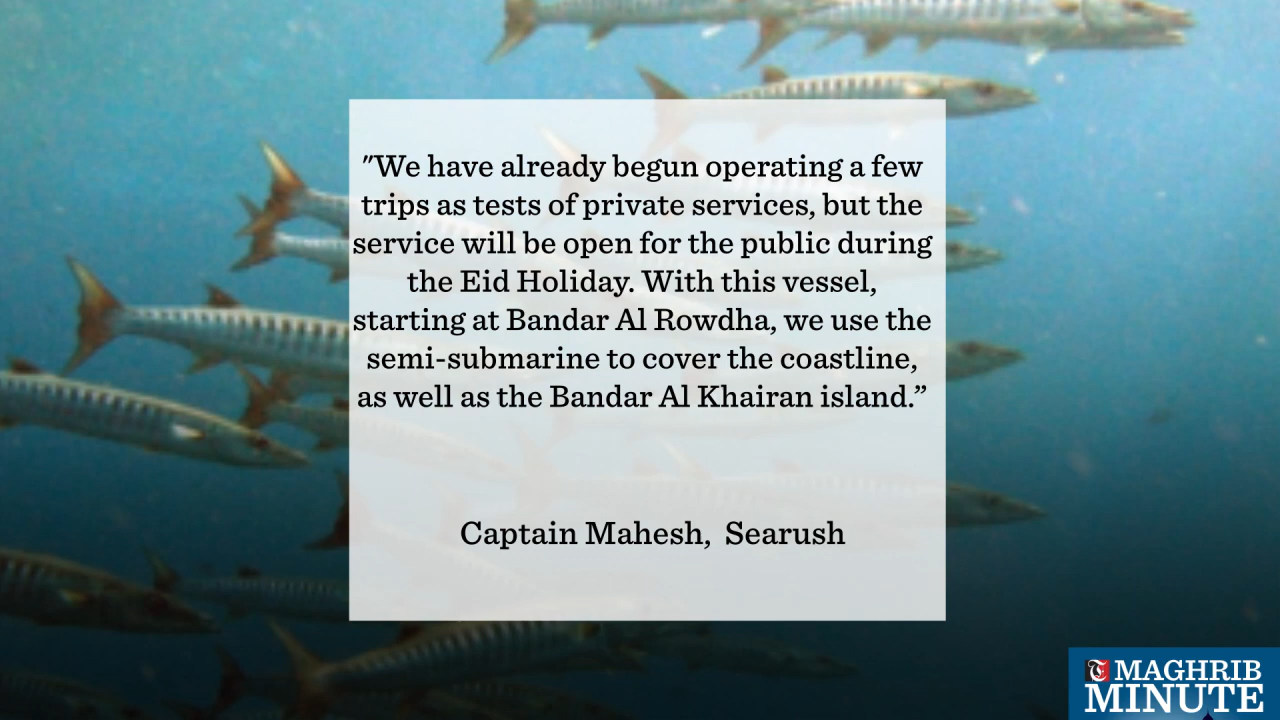 "We have already begun operating a few
trips as tests of private services, but the
service will be open for the public during
the Eid Holiday. With this vessel,
starting at Bandar Al Rowdha, we use the
semi-submarine to cover the coastline,
as well as the Bandar Al Khairan island.”
Captain Mahesh,  Searush
T MAGHRIB
MINUTE